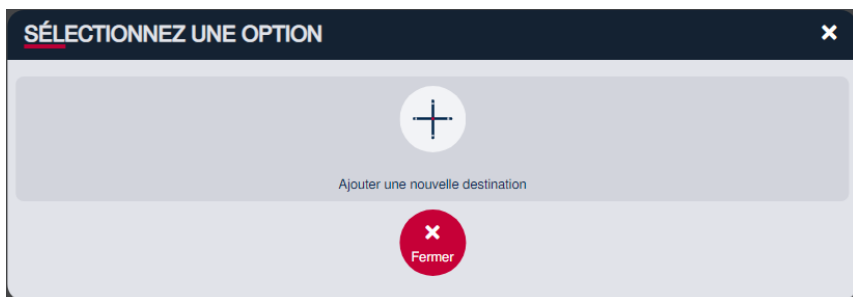 SÉLECTIONNEZ UNE OPTION
Ajouter une nouvelle destination
Fermer